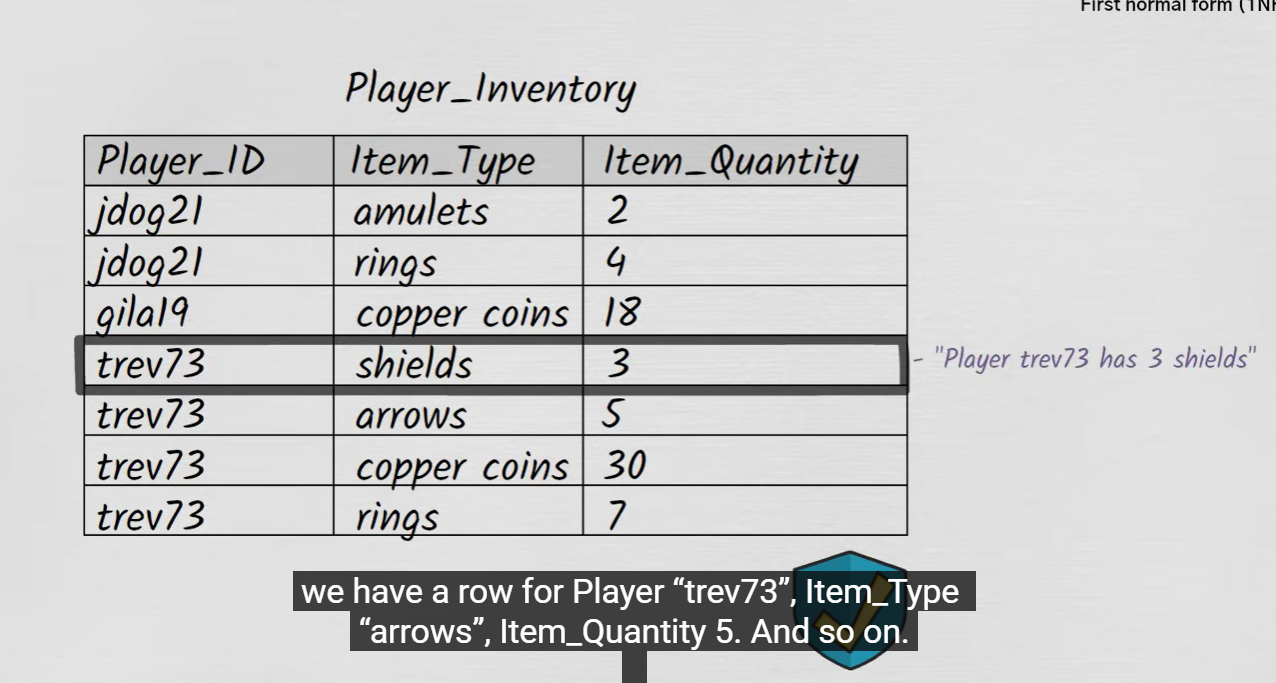 First normal form (1N
Player_Inventory
Player_ID Item_Type Item_Quantity
jdog21 amulets 2
jdog21 rings 4
gila19 copper coins 18
trev73 shields 3 - "Player trev73 has 3 shields"
trev73 arrows 5
trev73 copper coins 30
trev73 rings 7
we have a row for Player “trev73”, Item_Type
“arrows”, Item_Quantity 5. And so on.